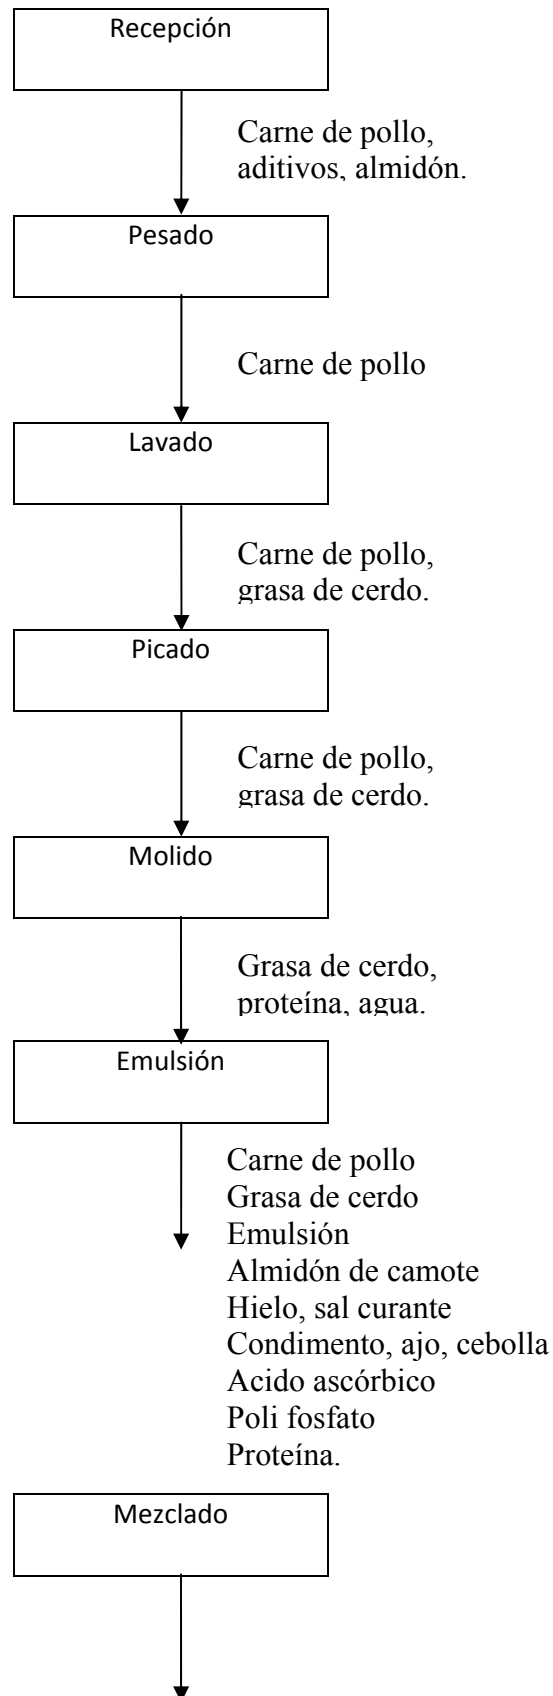 Recepción
Carne de pollo,
aditivos, almidón.
Pesado
Carne de pollo
Lavado
Carne de pollo,
grasa de cerdo.
Picado
Carne de pollo,
grasa de cerdo.
Molido
Grasa de cerdo,
proteína, agua.
Emulsión
Carne de pollo
Grasa de cerdo
Emulsión
Almidón de camote
Hielo, sal curante
Condimento, ajo, cebolla
Acido ascórbico
Poli fosfato
Proteína.
Mezclado